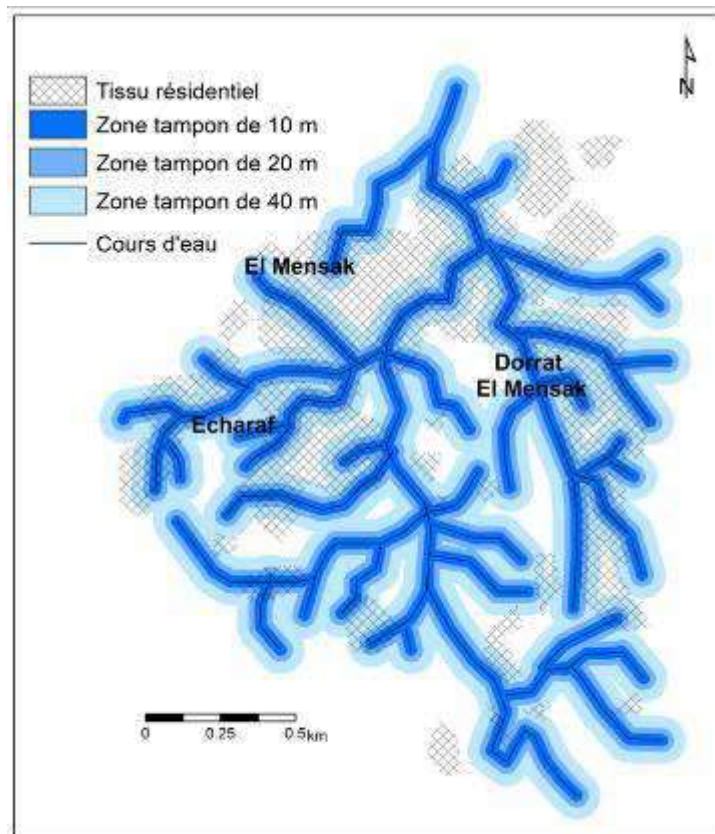 N
Tissu résidentiel
Zone tampon de 10 m
Zone tampon de 20 m
Zone tampon de 40 m
Cours d'eau
El Mensak
Dorrat
El Mensak
Echaraf
0 0.25 0.5km